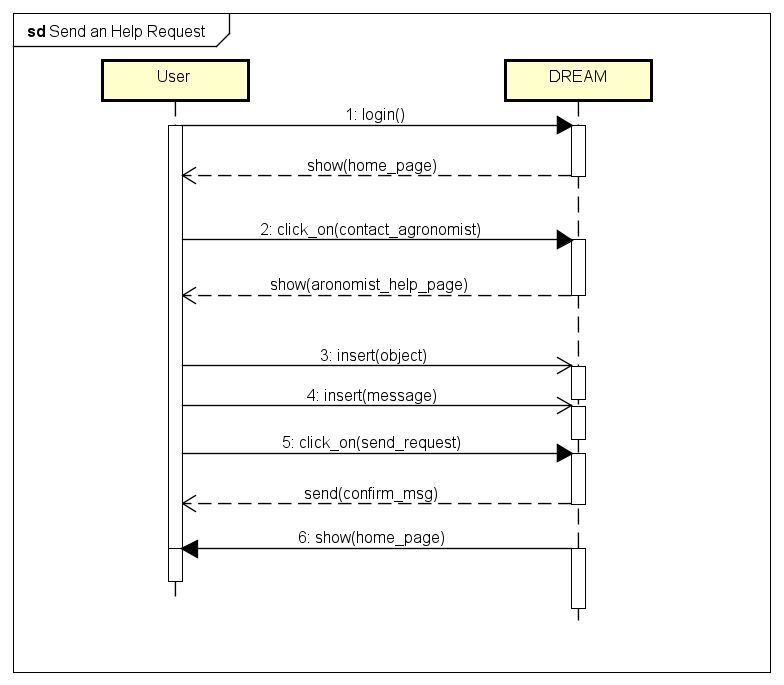 sd Send an Help Request
User
DREAM
1: login()
show(home_page)
2: click_on(contact_agronomist)
show(aronomist_help_page)
3: insert(object)
4: insert(message)
5: click_on(send_request)
send(confirm_msg)
6: show(home_page)